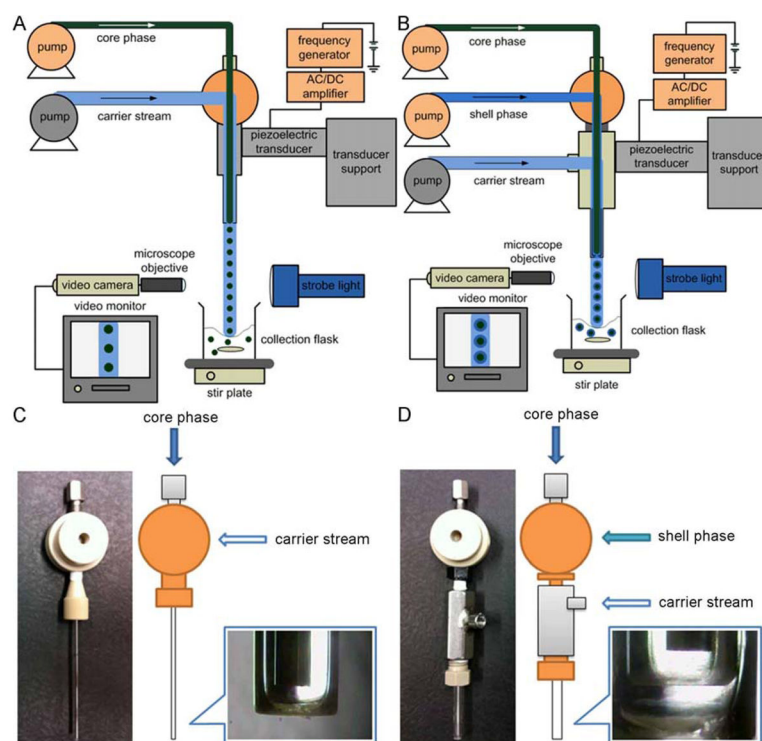 A
pump
core phase
frequency
generator
AC/DC
amplifier
pump
carrier stream
piezoelectric
transducer
transducer
support
microscope
objective
video camera
strobe light
video monitor
collection flask
stir plate
B
pump
core phase
frequency
generator
AC/DC
amplifier
pump
shell phase
piezoelectric
transducer
transducer
support
pump
carrier stream
microscope
objective
video camera
strobe light
video monitor
collection flask
stir plate
C
core phase
carrier stream
D
core phase
shell phase
carrier stream